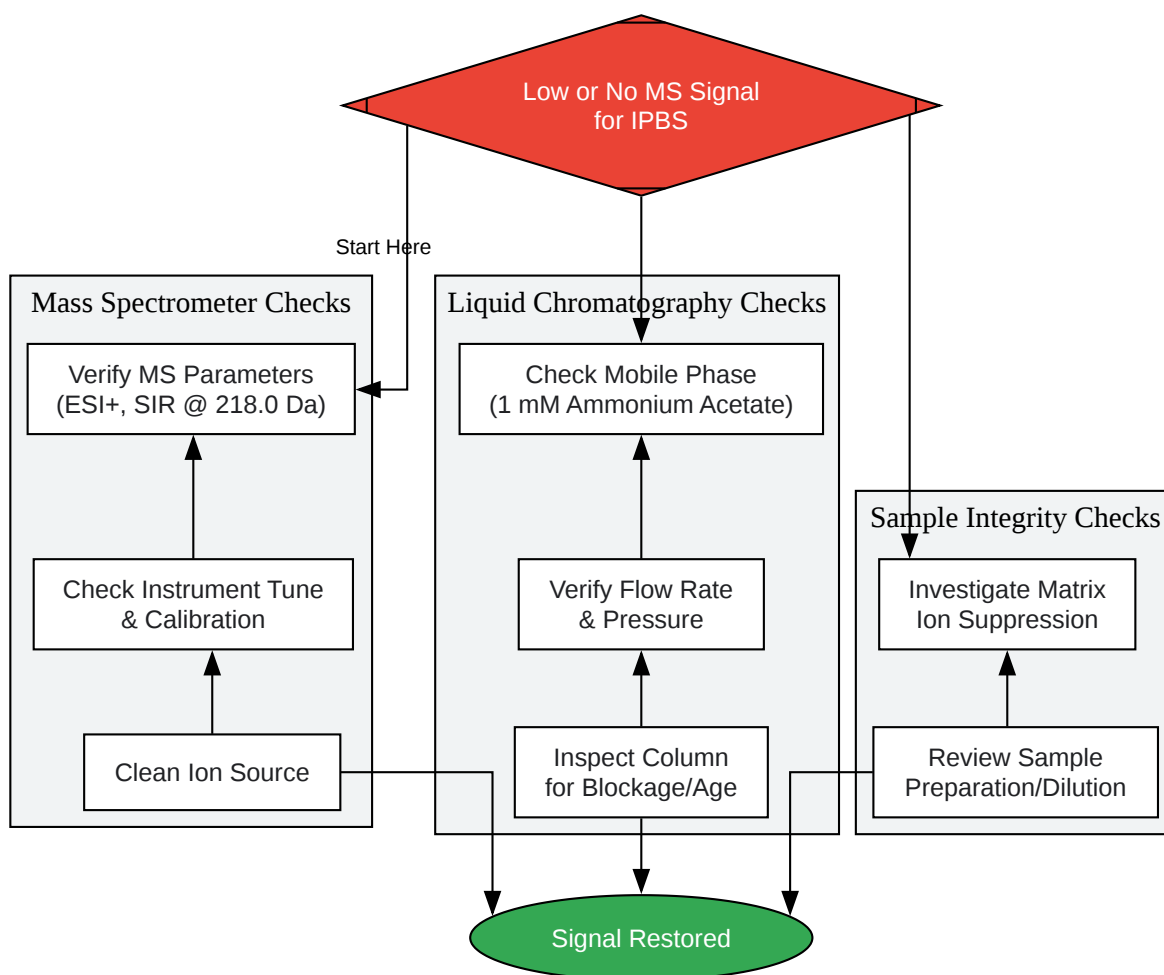 Low or No MS Signal
for IPBS
Start Here
Mass Spectrometer Checks
Verify MS Parameters
(ESI+, SIR @ 218.0 Da)
Check Instrument Tune
& Calibration
Clean Ion Source
Liquid Chromatography Checks
Check Mobile Phase
(1 mM Ammonium Acetate)
Verify Flow Rate
& Pressure
Inspect Column
for Blockage/Age
Sample Integrity Checks
Investigate Matrix
Ion Suppression
Review Sample
Preparation/Dilution
Signal Restored